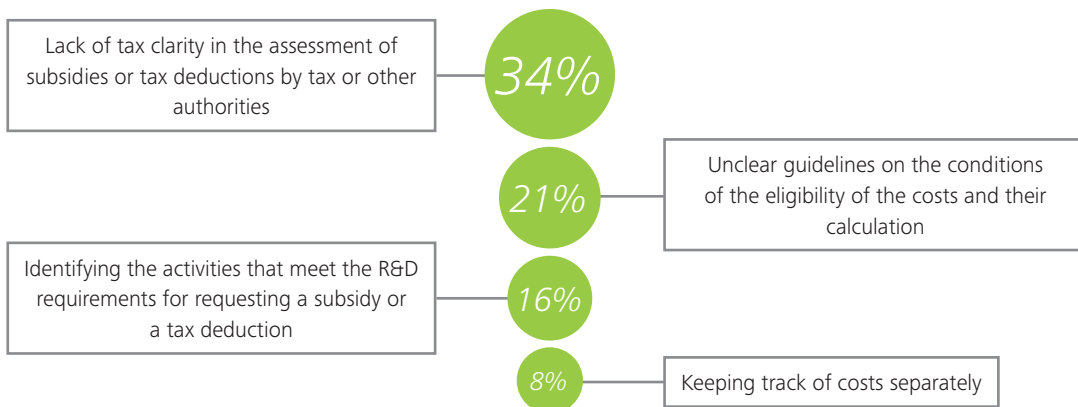 Lack of tax clarity in the assessment of
subsidies or tax deductions by tax or other
authorities
34%
Unclear guidelines on the conditions
of the eligibility of the costs and their
calculation
21%
Identifying the activities that meet the R&D
requirements for requesting a subsidy or
a tax deduction
16%
8%
Keeping track of costs separately